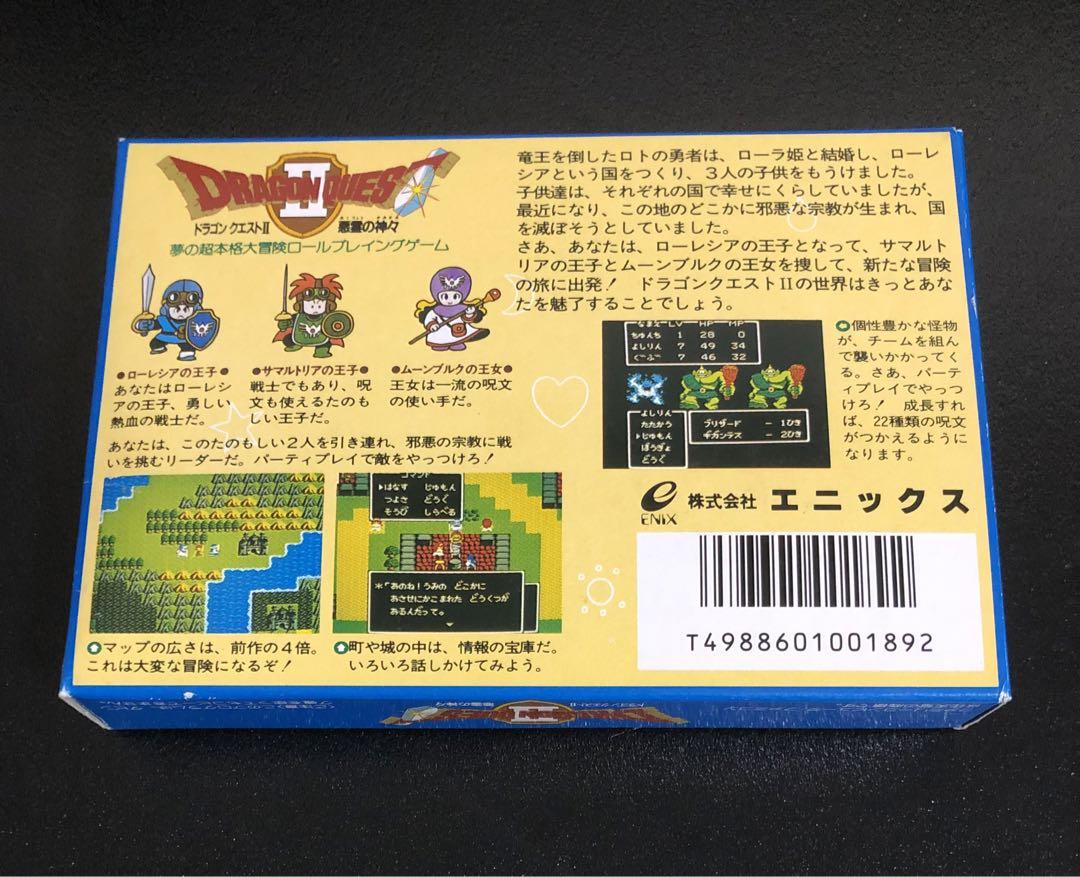 DRAGON QUEST
II
ドラゴンクエストII 悪霊の神々
夢の超本格大冒険ロールプレイングゲーム
竜王を倒したロトの勇者は、ローラ姫と結婚し、ローレ
シアという国をつくり、3人の子供をもうけました。
子供達は、それぞれの国で幸せにくらしていましたが、
最近になり、この地のどこかに邪悪な宗教が生まれ、国
を滅ぼそうとしていました。
さあ、あなたは、ローレシアの王子となって、サマルト
リアの王子とムーンブルクの王女を捜して、新たな冒険
の旅に出発! ドラゴンクエストIIの世界はきっとあな
たを魅了することでしょう。
●ローレシアの王子●
あなたはローレシ
アの王子、勇しい
熱血の戦士だ。
●サマルトリアの王子●
戦士でもあり、呪
文も使えるたのも
しい王子だ。
●ムーンブルクの王女●
王女は一流の呪文
の使い手だ。
あなたは、このたのもしい2人を引き連れ、邪悪の宗教に戦
いを挑むリーダーだ。パーティプレイで敵をやっつけろ!
なまえ LV HP MP
ちゅんち 1 28 0
よしりん 7 49 34
ぐーぷー 7 46 32
よしりん
たたかう
じゅもん
ぼうぎょ
どうぐ
ブリザード ー 1ひき
ギガンテス ー 2ひき
個性豊かな怪物
が、チームを組ん
で襲いかかってく
る。さあ、パーテ
ィプレイでやっつ
けろ! 成長すれ
ば、22種類の呪文
がつかえるように
なります。
コマンド
はなす じゅもん
つよさ どうぐ
そうび しらべる
*「あのね!うみの どこかに
あさせにかこまれた どうくつが
あるんだって。
マップの広さは、前作の4倍。
これは大変な冒険になるぞ!
町や城の中は、情報の宝庫だ。
いろいろ話しかけてみよう。
ENIX
株式会社 エニックス
T4988601001892